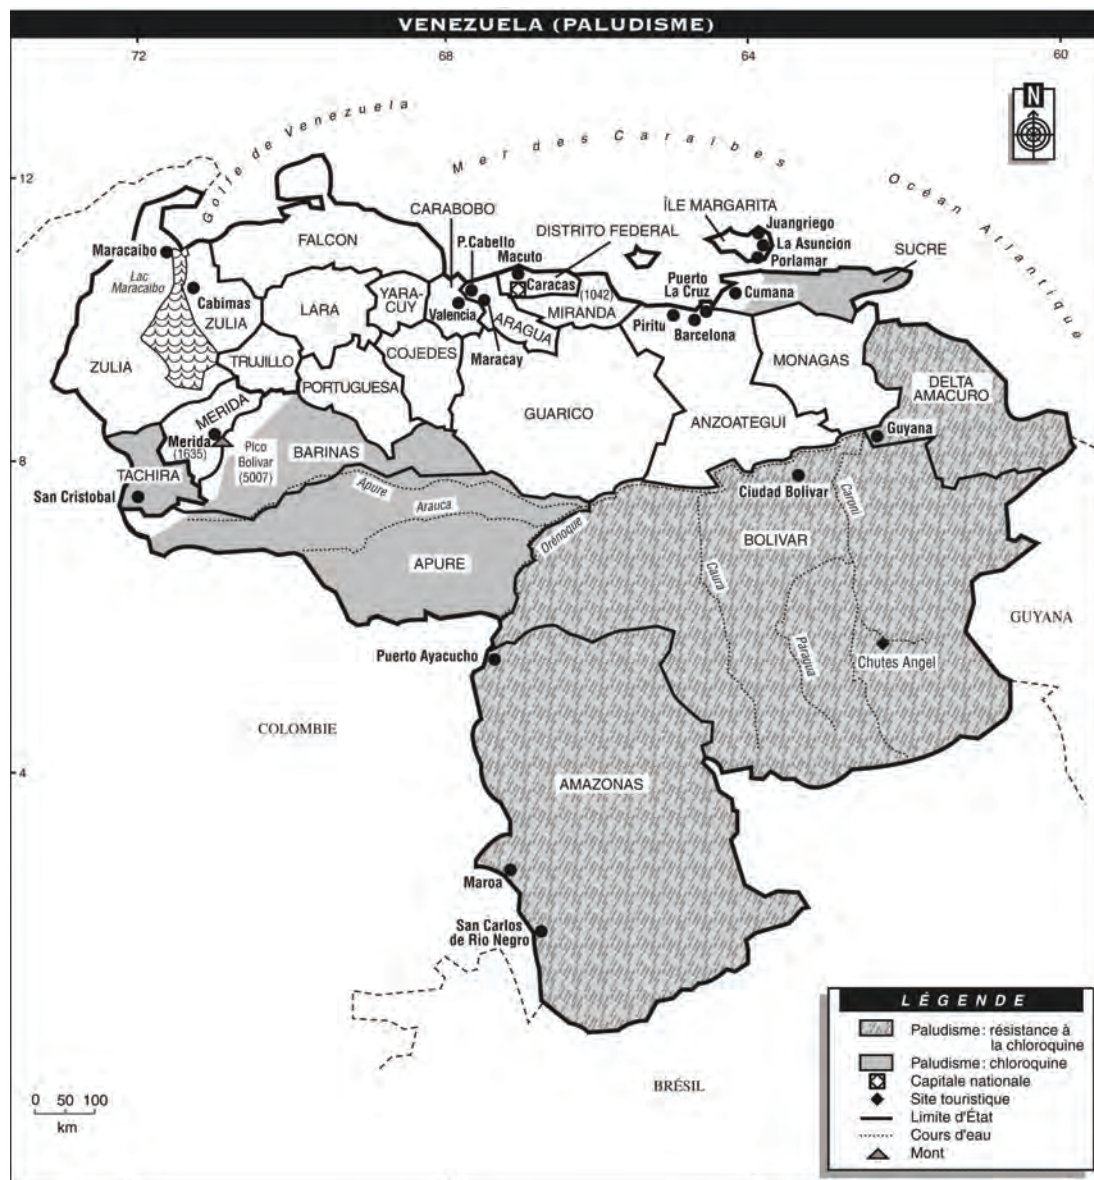 VENEZUELA (PALUDISME)
72
68
64
60
12
8
4
N
Golfe de Venezuela
Mer des Caraïbes
Océan Atlantique
CARABOBO
ÎLE MARGARITA
Juangriego
La Asuncion
Porlamar
SUCRE
DISTRITO FEDERAL
FALCON
P.Cabello
Macuto
Maracaibo
Lac
Maracaibo
Cabimas
ZULIA
LARA
YARA-
CUY
Valencia
Caracas
(1042)
MIRANDA
ARAGUA
Maracay
Puerto
La Cruz
Cumana
Piritu
Barcelona
ZULIA
TRUJILLO
COJEDES
PORTUGUESA
MONAGAS
DELTA
AMACURO
MERIDA
Merida
(1635)
Pico
Bolivar
(5007)
BARINAS
GUARICO
ANZOATEGUI
Guyana
TACHIRA
San Cristobal
Apure
Arauca
Orénoque
Ciudad Bolivar
Caroni
BOLIVAR
APURE
Caura
Paragua
Chutes Angel
GUYANA
Puerto Ayacucho
COLOMBIE
AMAZONAS
Maroa
San Carlos
de Rio Negro
BRÉSIL
0 50 100
km
LÉGENDE
Paludisme : résistance à
la chloroquine
Paludisme : chloroquine
Capitale nationale
Site touristique
Limite d'État
Cours d'eau
Mont